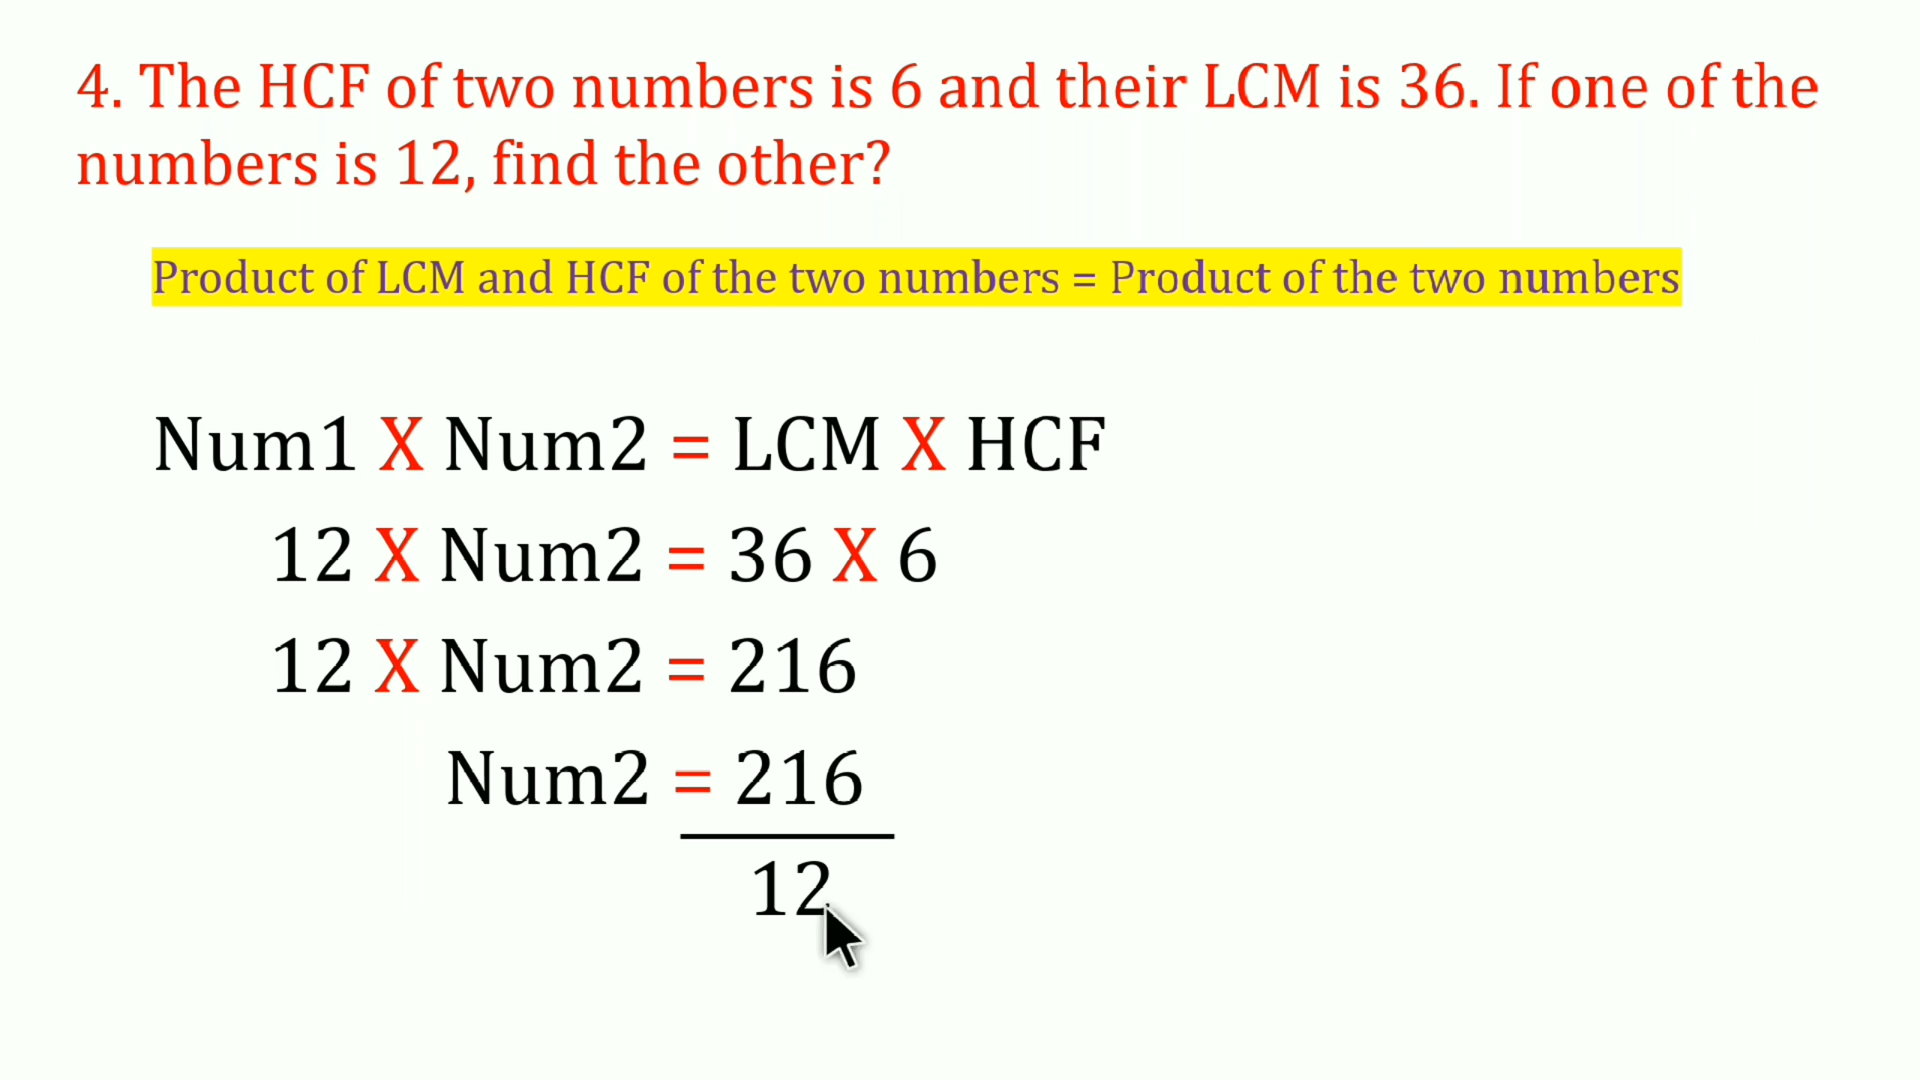 4. The HCF of two numbers is 6 and their LCM is 36. If one of the
numbers is 12, find the other?
Product of LCM and HCF of the two numbers = Product of the two numbers
Num1 X Num2 = LCM X HCF
12 X Num2 = 36 X 6
12 X Num2 = 216
Num2 = 216
12